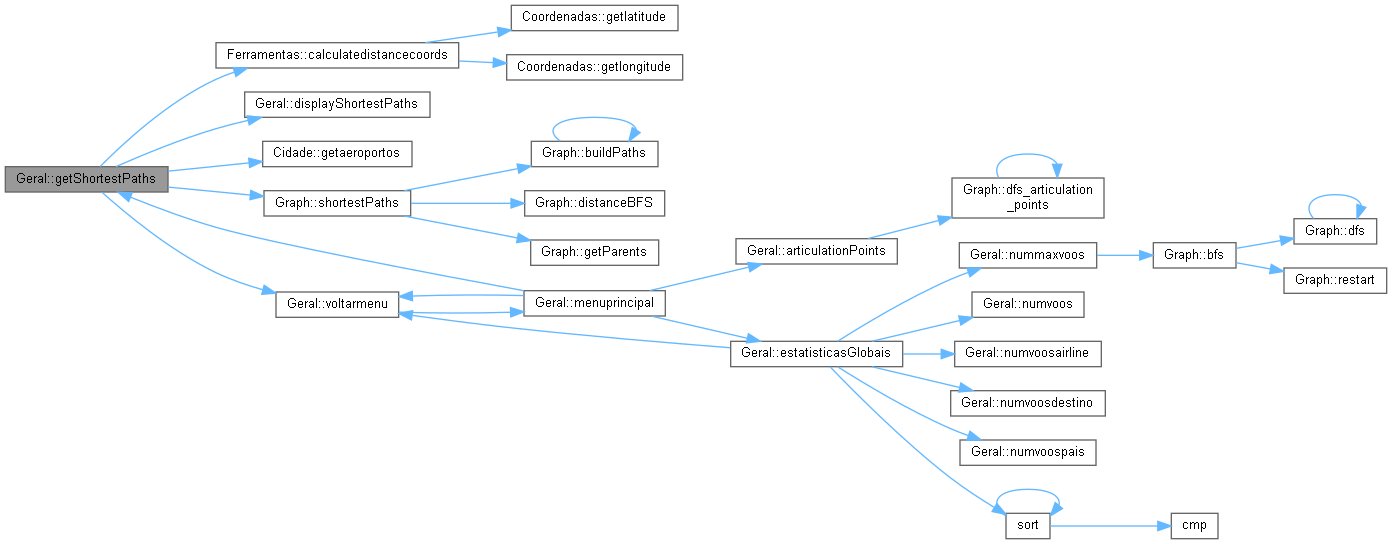 Coordenadas::getlatitude
Ferramentas::calculatedistancecoords
Coordenadas::getlongitude
Geral::displayShortestPaths
Cidade::getaeroportos
Graph::buildPaths
Geral::getShortestPaths
Graph::shortestPaths
Graph::distanceBFS
Graph::dfs_articulation
_points
Graph::dfs
Graph::getParents
Geral::articulationPoints
Geral::nummaxvoos
Graph::bfs
Graph::restart
Geral::voltarmenu
Geral::menuprincipal
Geral::numvoos
Geral::estatisticasGlobais
Geral::numvoosairline
Geral::numvoosdestino
Geral::numvoospais
sort
cmp